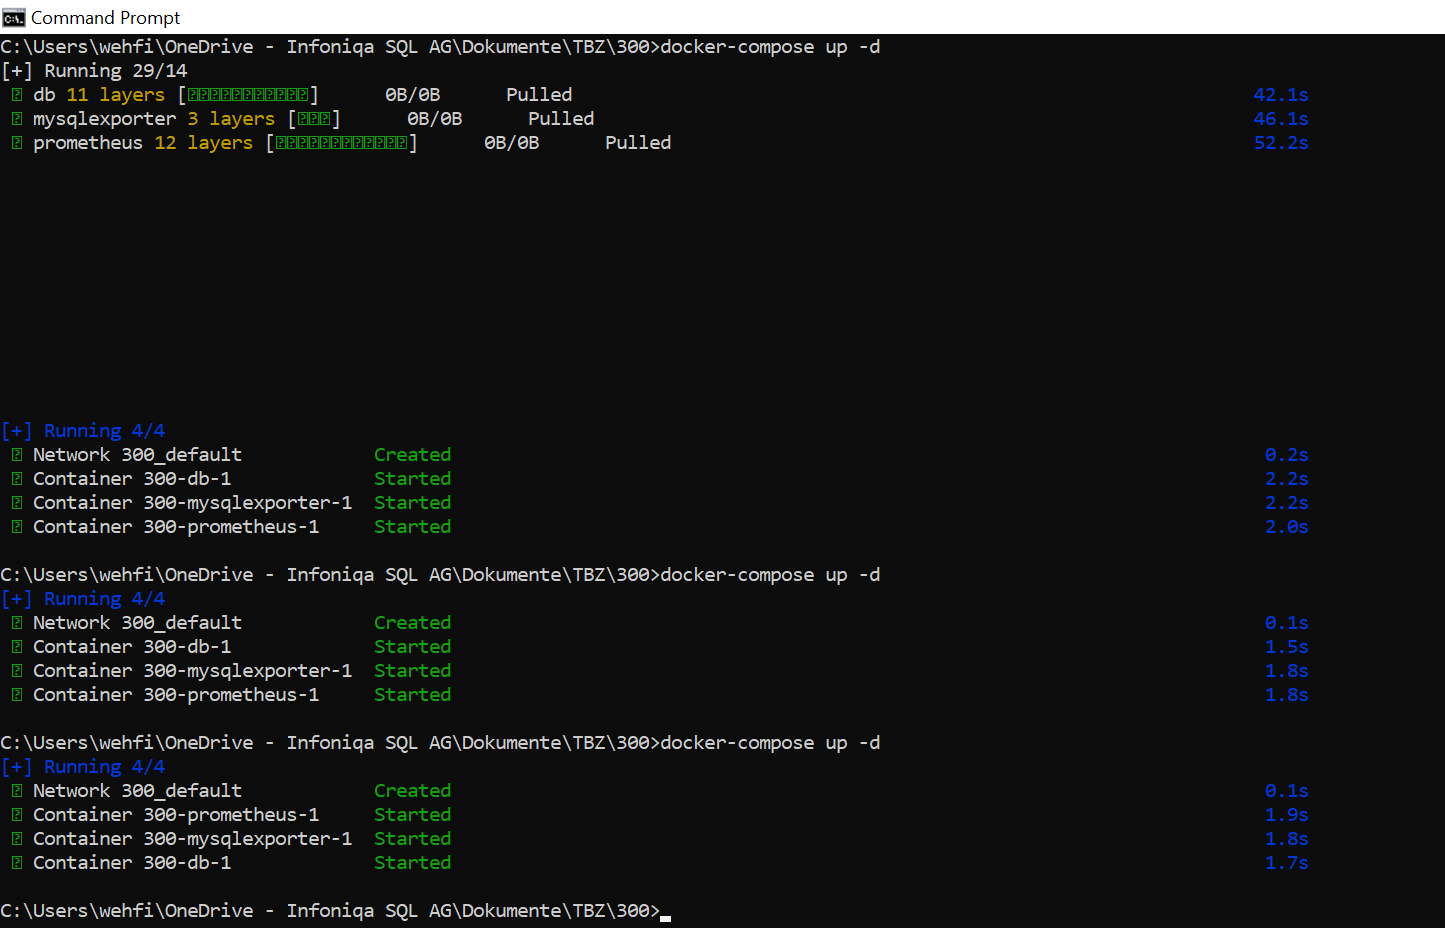 Command Prompt
C:\Users\wehfi\OneDrive - Infoniqa SQL AG\Dokumente\TBZ\300>docker-compose up -d
[+] Running 29/14
⍰ db 11 layers [⍰⍰⍰⍰⍰⍰⍰⍰⍰⍰⍰] 0B/0B Pulled 42.1s
⍰ mysqlexporter 3 layers [⍰⍰⍰] 0B/0B Pulled 46.1s
⍰ prometheus 12 layers [⍰⍰⍰⍰⍰⍰⍰⍰⍰⍰⍰⍰] 0B/0B Pulled 52.2s
[+] Running 4/4
⍰ Network 300_default Created 0.2s
⍰ Container 300-db-1 Started 2.2s
⍰ Container 300-mysqlexporter-1 Started 2.2s
⍰ Container 300-prometheus-1 Started 2.0s
C:\Users\wehfi\OneDrive - Infoniqa SQL AG\Dokumente\TBZ\300>docker-compose up -d
[+] Running 4/4
⍰ Network 300_default Created 0.1s
⍰ Container 300-db-1 Started 1.5s
⍰ Container 300-mysqlexporter-1 Started 1.8s
⍰ Container 300-prometheus-1 Started 1.8s
C:\Users\wehfi\OneDrive - Infoniqa SQL AG\Dokumente\TBZ\300>docker-compose up -d
[+] Running 4/4
⍰ Network 300_default Created 0.1s
⍰ Container 300-prometheus-1 Started 1.9s
⍰ Container 300-mysqlexporter-1 Started 1.8s
⍰ Container 300-db-1 Started 1.7s
C:\Users\wehfi\OneDrive - Infoniqa SQL AG\Dokumente\TBZ\300>